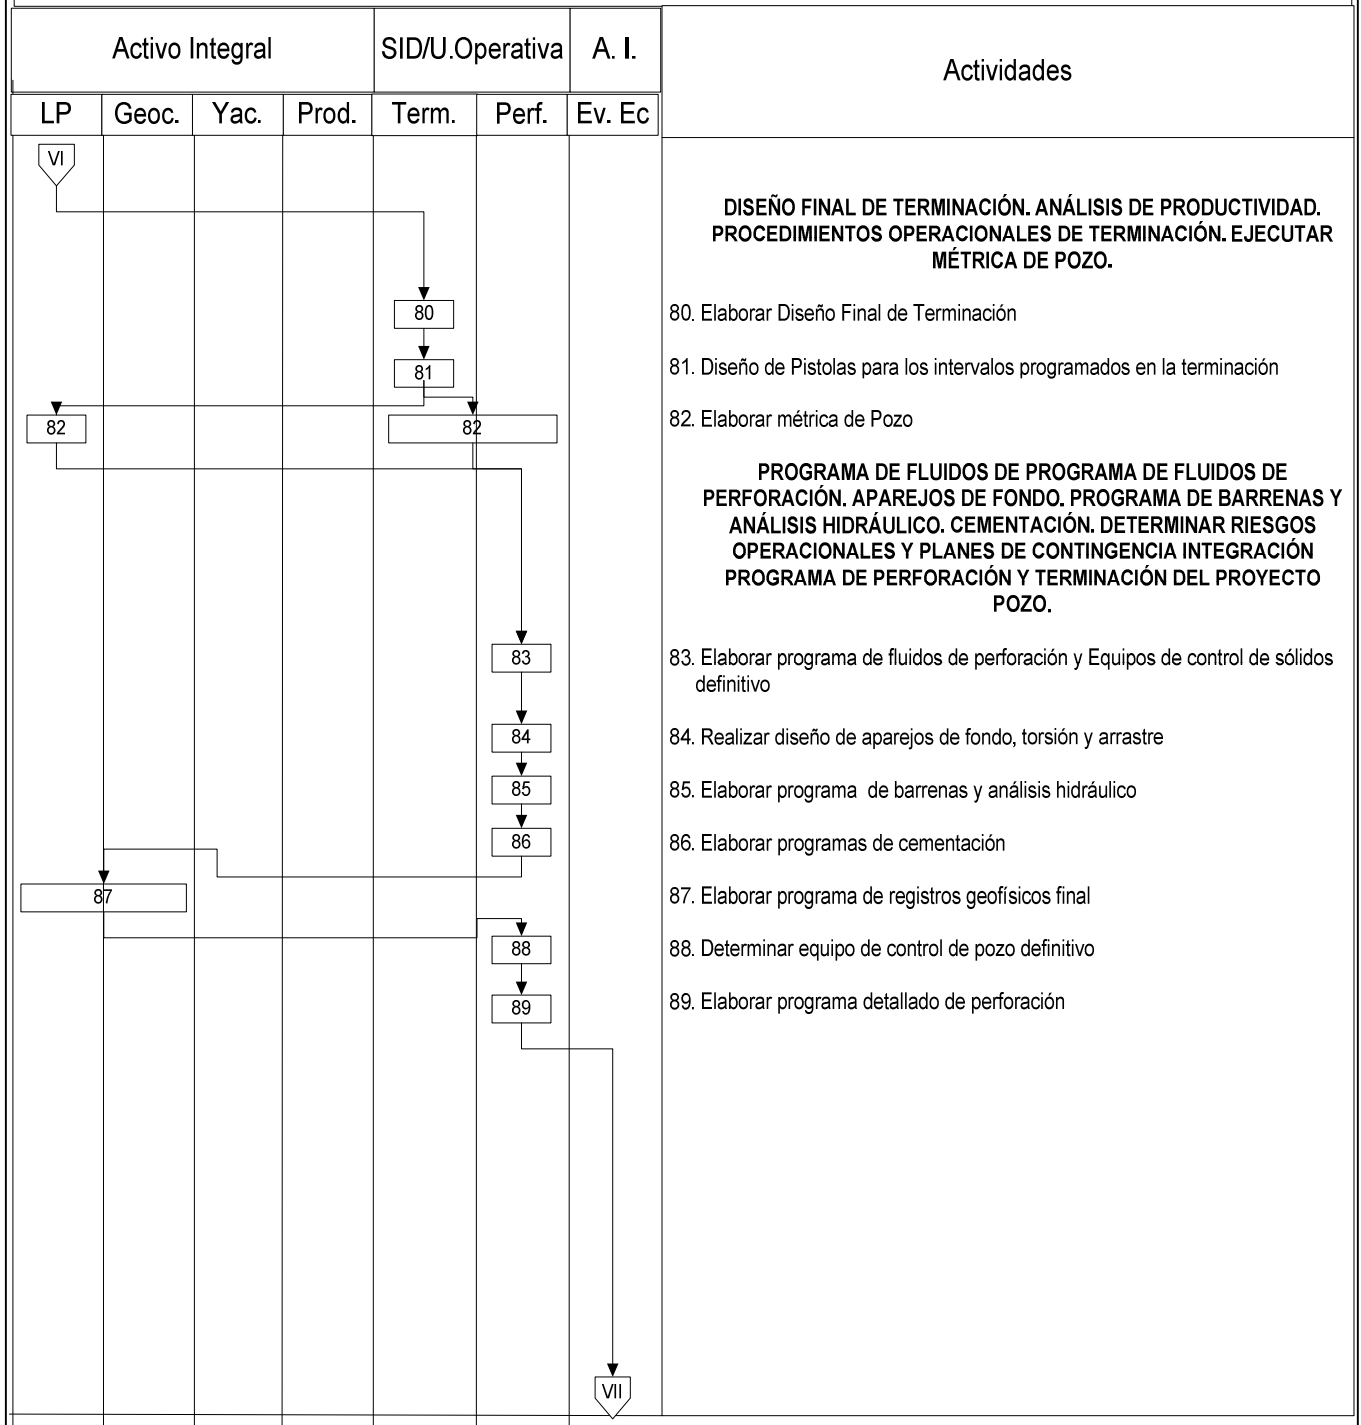 Activo Integral
SID/U.Operativa
A. I.
Actividades
LP
Geoc.
Yac.
Prod.
Term.
Perf.
Ev. Ec
VI
DISEÑO FINAL DE TERMINACIÓN. ANÁLISIS DE PRODUCTIVIDAD.
PROCEDIMIENTOS OPERACIONALES DE TERMINACIÓN. EJECUTAR
MÉTRICA DE POZO.
80
80. Elaborar Diseño Final de Terminación
81
81. Diseño de Pistolas para los intervalos programados en la terminación
82
82
82. Elaborar métrica de Pozo
PROGRAMA DE FLUIDOS DE PROGRAMA DE FLUIDOS DE
PERFORACIÓN. APAREJOS DE FONDO. PROGRAMA DE BARRENAS Y
ANÁLISIS HIDRÁULICO. CEMENTACIÓN. DETERMINAR RIESGOS
OPERACIONALES Y PLANES DE CONTINGENCIA INTEGRACIÓN
PROGRAMA DE PERFORACIÓN Y TERMINACIÓN DEL PROYECTO
POZO.
83
83. Elaborar programa de fluidos de perforación y Equipos de control de sólidos
definitivo
84
84. Realizar diseño de aparejos de fondo, torsión y arrastre
85
85. Elaborar programa de barrenas y análisis hidráulico
86
86. Elaborar programas de cementación
87
87. Elaborar programa de registros geofísicos final
88
88. Determinar equipo de control de pozo definitivo
89
89. Elaborar programa detallado de perforación
VII